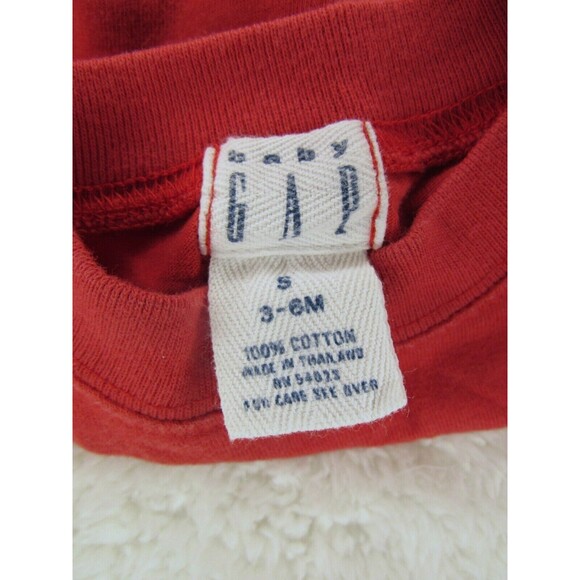 baby
GAP
S
3-6M
100% COTTON
MADE IN THAILAND
RN 54023
FOR CARE SEE OVER